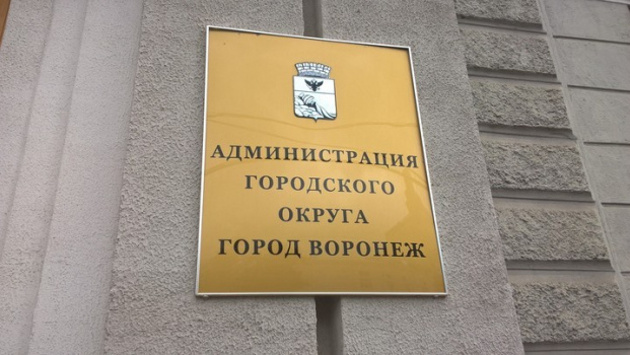 АДМИНИСТРАЦИЯ
ГОРОДСКОГО
ОКРУГА
ГОРОД ВОРОНЕЖ